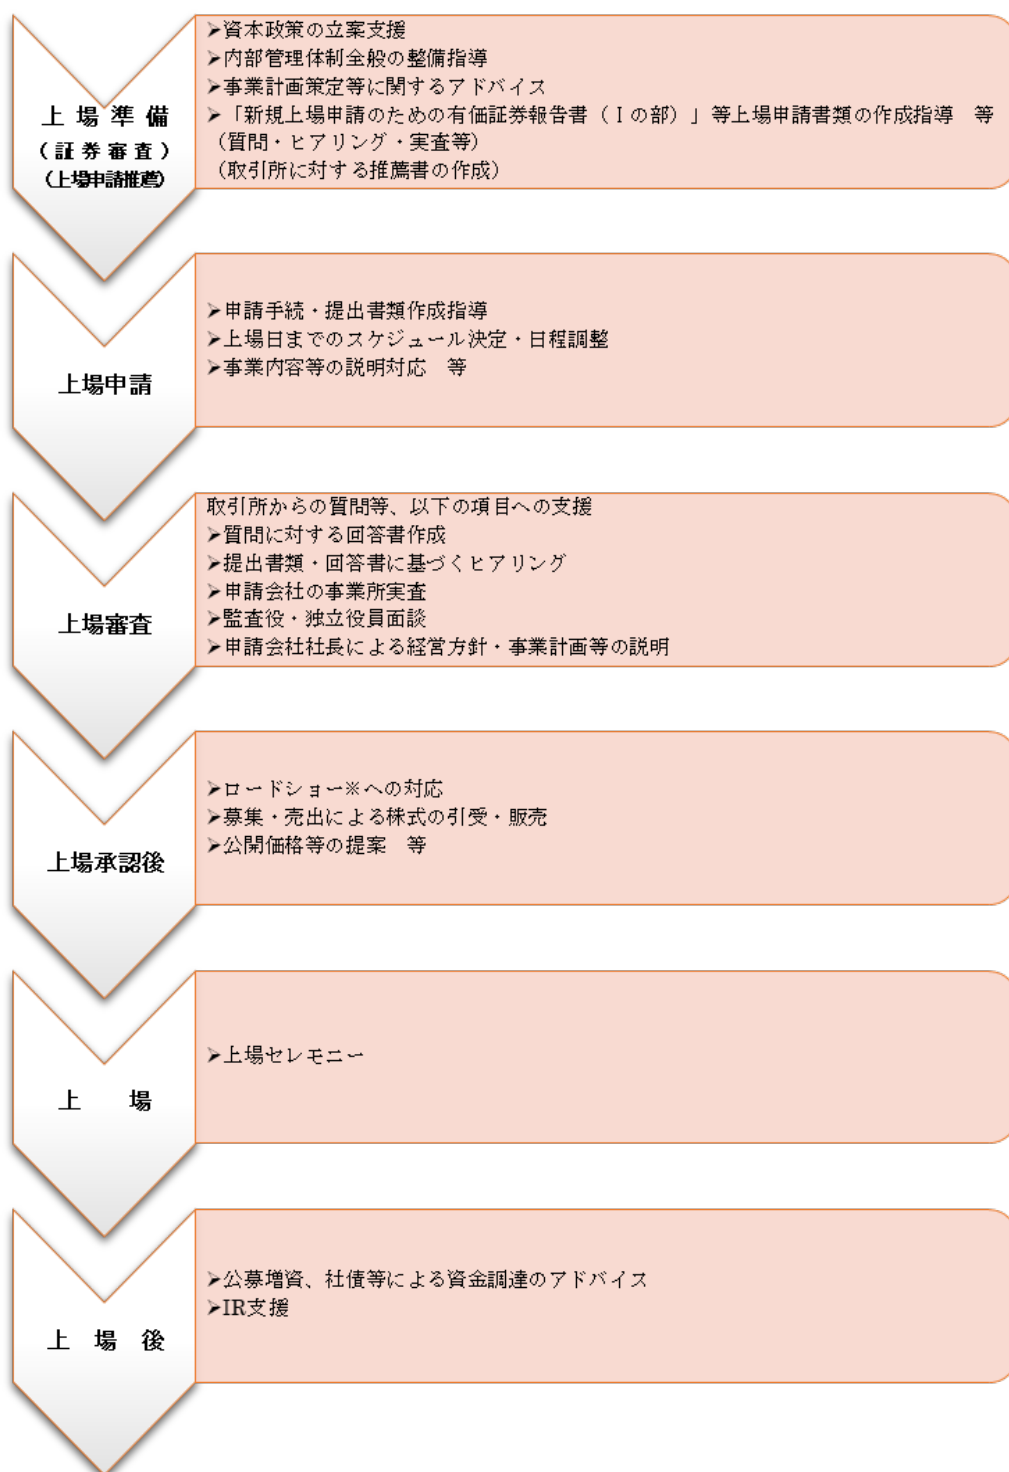 上場準備
（証券審査）
（上場申請推薦）
➢資本政策の立案支援
➢内部管理体制全般の整備指導
➢事業計画策定等に関するアドバイス
➢「新規上場申請のための有価証券報告書（Ⅰの部）」等上場申請書類の作成指導　等
（質問・ヒアリング・実査等）
（取引所に対する推薦書の作成）
上場申請
➢申請手続・提出書類作成指導
➢上場日までのスケジュール決定・日程調整
➢事業内容等の説明対応　等
上場審査
取引所からの質問等、以下の項目への支援
➢質問に対する回答書作成
➢提出書類・回答書に基づくヒアリング
➢申請会社の事業所実査
➢監査役・独立役員面談
➢申請会社社長による経営方針・事業計画等の説明
上場承認後
➢ロードショー※への対応
➢募集・売出による株式の引受・販売
➢公開価格等の提案　等
上　場
➢上場セレモニー
上　場　後
➢公募増資、社債等による資金調達のアドバイス
➢IR支援